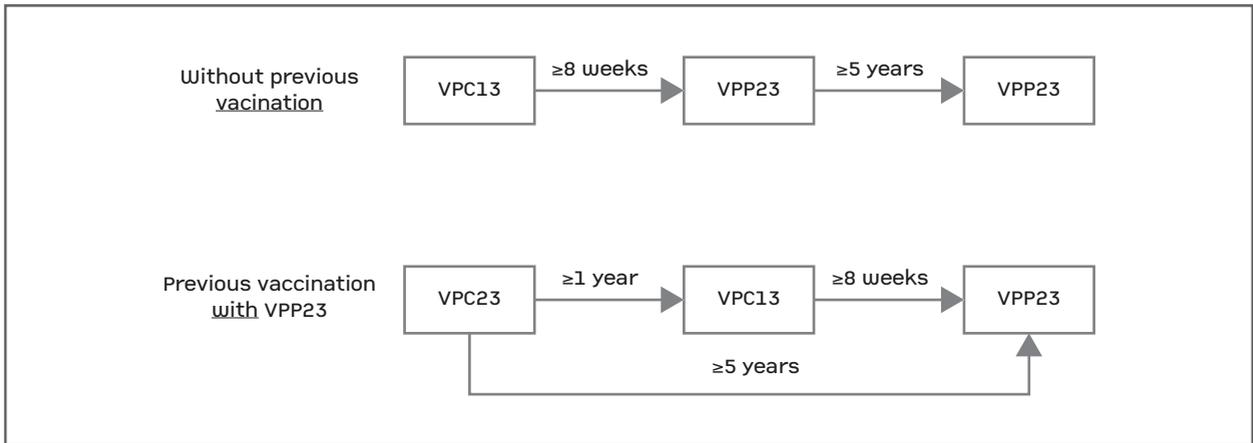 Without previous
vacination
VPC13
≥8 weeks
VPP23
≥5 years
VPP23
Previous vaccination
with VPP23
VPC23
≥1 year
VPC13
≥8 weeks
VPP23
≥5 years